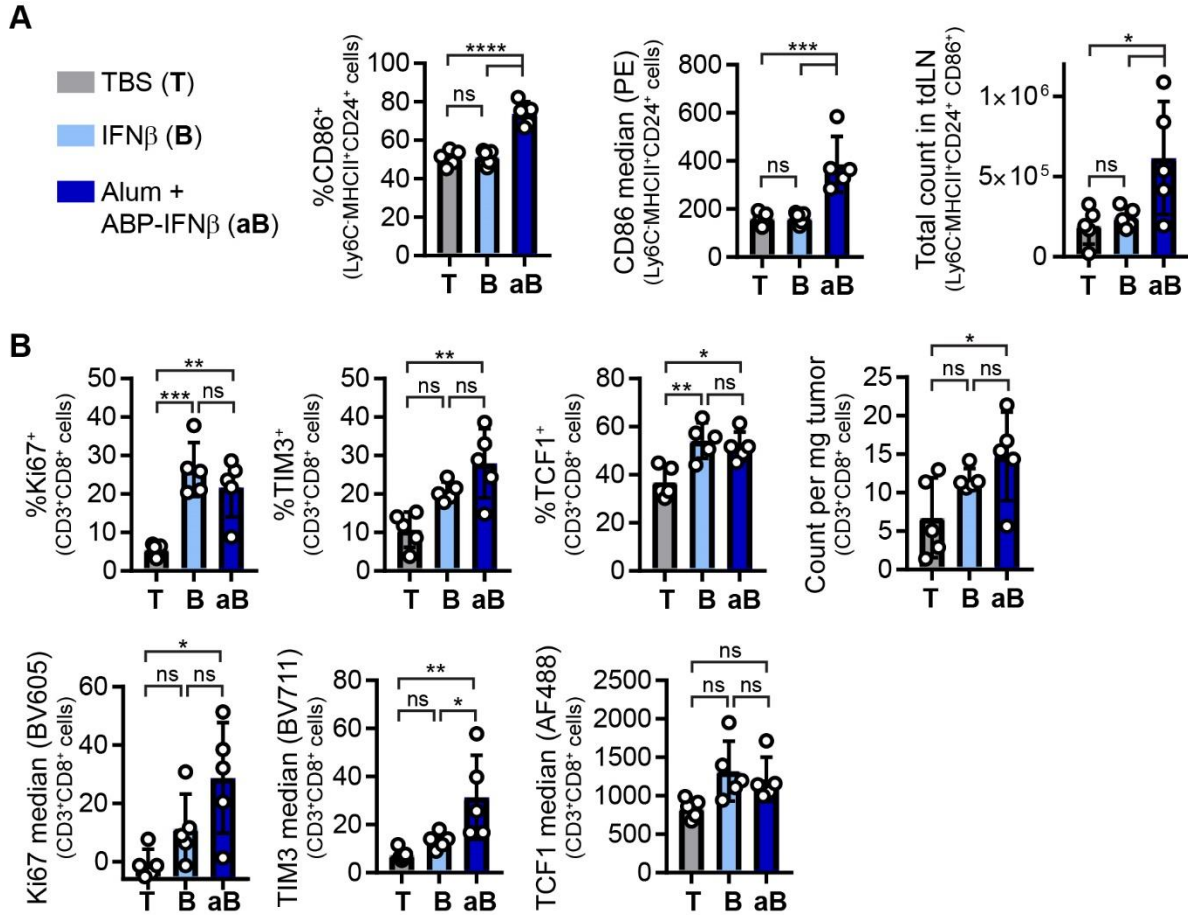 A
TBS (T)
IFNβ (B)
Alum +
ABP-IFNβ (aB)
%CD86⁺
(Ly6C⁻MHCII⁺CD24⁺ cells)
100
80
60
40
20
0
ns
****
T B aB
CD86 median (PE)
(Ly6C⁻MHCII⁺CD24⁺ cells)
800
600
400
200
0
ns
***
T B aB
Total count in tdLN
(Ly6C⁻MHCII⁺CD24⁺ CD86⁺)
1×10⁶
5×10⁵
0
ns
*
T B aB
B
%Ki67⁺
(CD3⁺CD8⁺ cells)
50
40
30
20
10
0
**
*** ns
T B aB
%TIM3⁺
(CD3⁺CD8⁺ cells)
50
40
30
20
10
0
**
ns ns
T B aB
%TCF1⁺
(CD3⁺CD8⁺ cells)
80
60
40
20
0
*
** ns
T B aB
Count per mg tumor
(CD3⁺CD8⁺ cells)
25
20
15
10
5
0
*
ns ns
T B aB
Ki67 median (BV605)
(CD3⁺CD8⁺ cells)
60
40
20
0
*
ns ns
T B aB
TIM3 median (BV711)
(CD3⁺CD8⁺ cells)
80
60
40
20
0
**
ns *
T B aB
TCF1 median (AF488)
(CD3⁺CD8⁺ cells)
2500
2000
1500
1000
500
0
ns
ns ns
T B aB